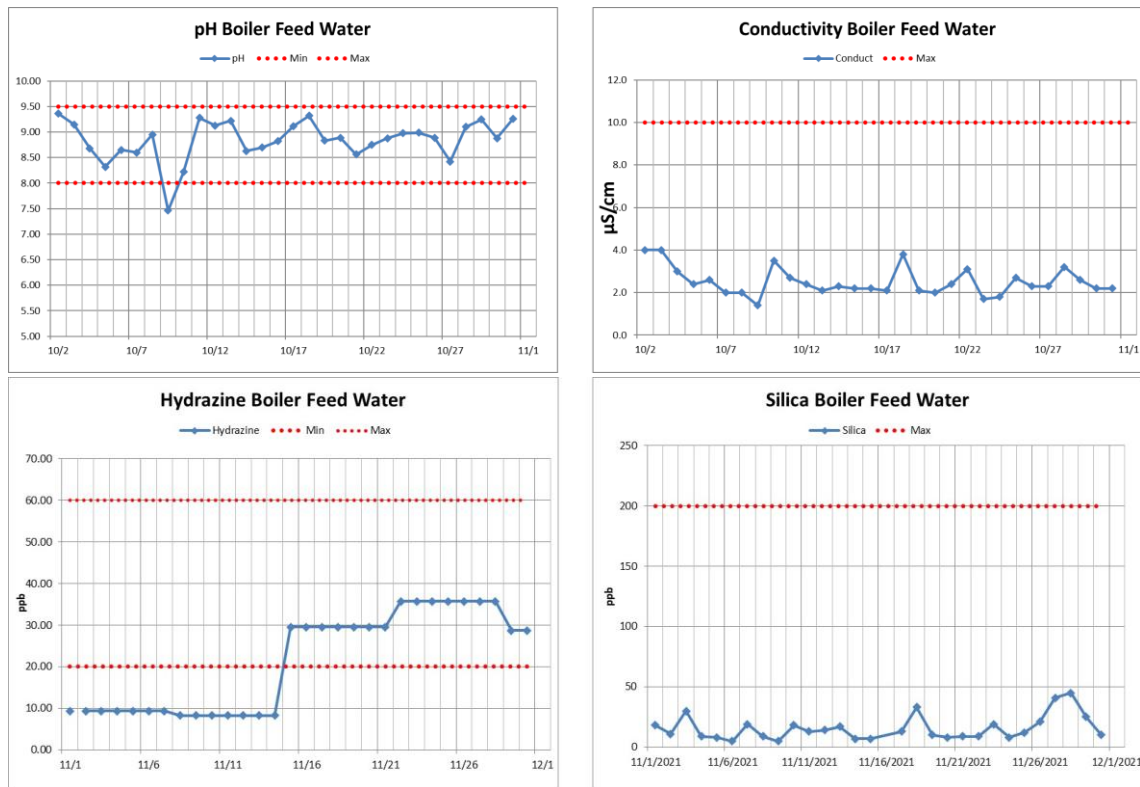 pH Boiler Feed Water
pH Min Max
10.00
9.50
9.00
8.50
8.00
7.50
7.00
6.50
6.00
5.50
5.00
10/2 10/7 10/12 10/17 10/22 10/27 11/1
Conductivity Boiler Feed Water
Conduct Max
µS/cm
12.0
10.0
8.0
6.0
4.0
2.0
0.0
10/2 10/7 10/12 10/17 10/22 10/27 11/1
Hydrazine Boiler Feed Water
Hydrazine Min Max
ppb
70.00
60.00
50.00
40.00
30.00
20.00
10.00
0.00
11/1 11/6 11/11 11/16 11/21 11/26 12/1
Silica Boiler Feed Water
Silica Max
ppb
250
200
150
100
50
0
11/1/2021 11/6/2021 11/11/2021 11/16/2021 11/21/2021 11/26/2021 12/1/2021